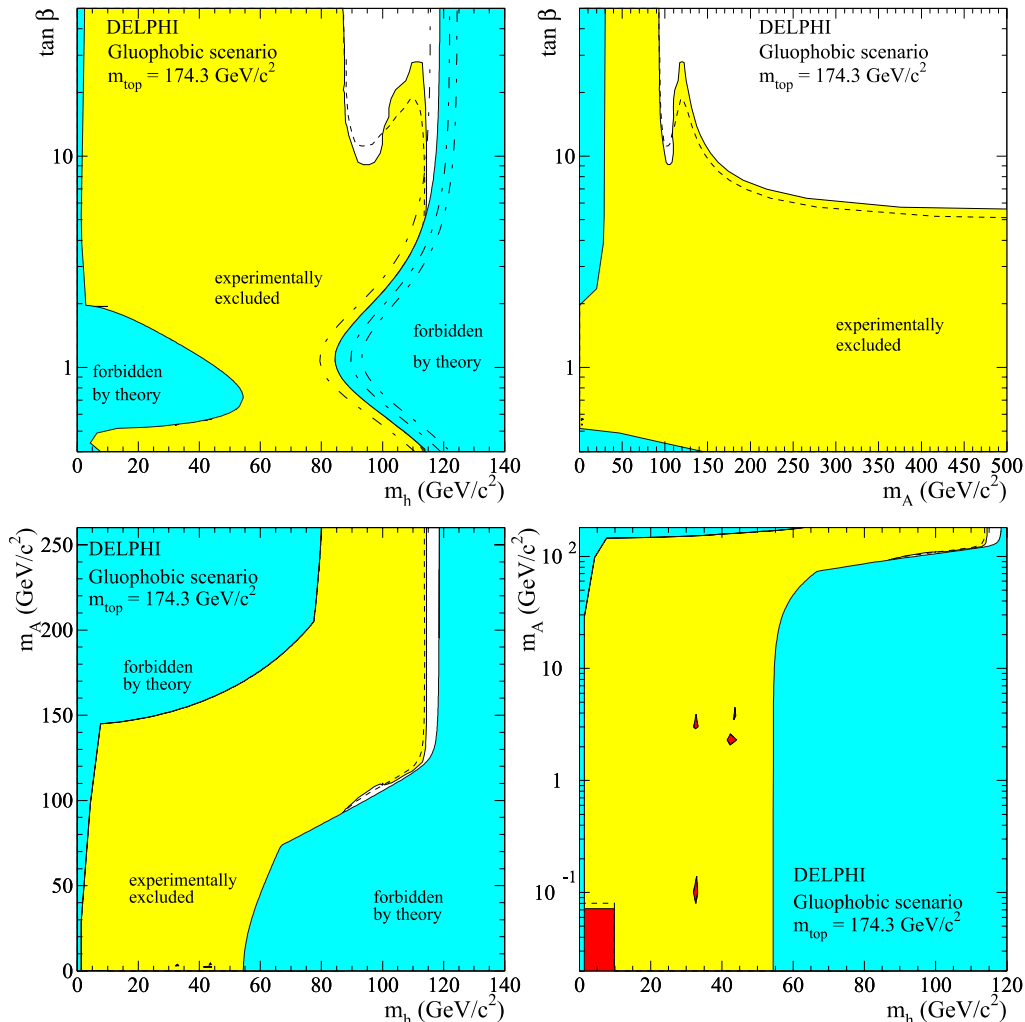 DELPHI
Gluophobic scenario
m_top = 174.3 GeV/c²
tan β
10
1
experimentally
excluded
forbidden
by theory
forbidden
by theory
0 20 40 60 80 100 120 140
m_h (GeV/c²)
DELPHI
Gluophobic scenario
m_top = 174.3 GeV/c²
tan β
10
1
experimentally
excluded
0 50 100 150 200 250 300 350 400 450 500
m_A (GeV/c²)
DELPHI
Gluophobic scenario
m_top = 174.3 GeV/c²
m_A (GeV/c²)
250
200
150
100
50
0
forbidden
by theory
experimentally
excluded
forbidden
by theory
0 20 40 60 80 100 120 140
m_h (GeV/c²)
m_A (GeV/c²)
10²
10
1
10⁻¹
DELPHI
Gluophobic scenario
m_top = 174.3 GeV/c²
0 20 40 60 80 100 120
m_h (GeV/c²)